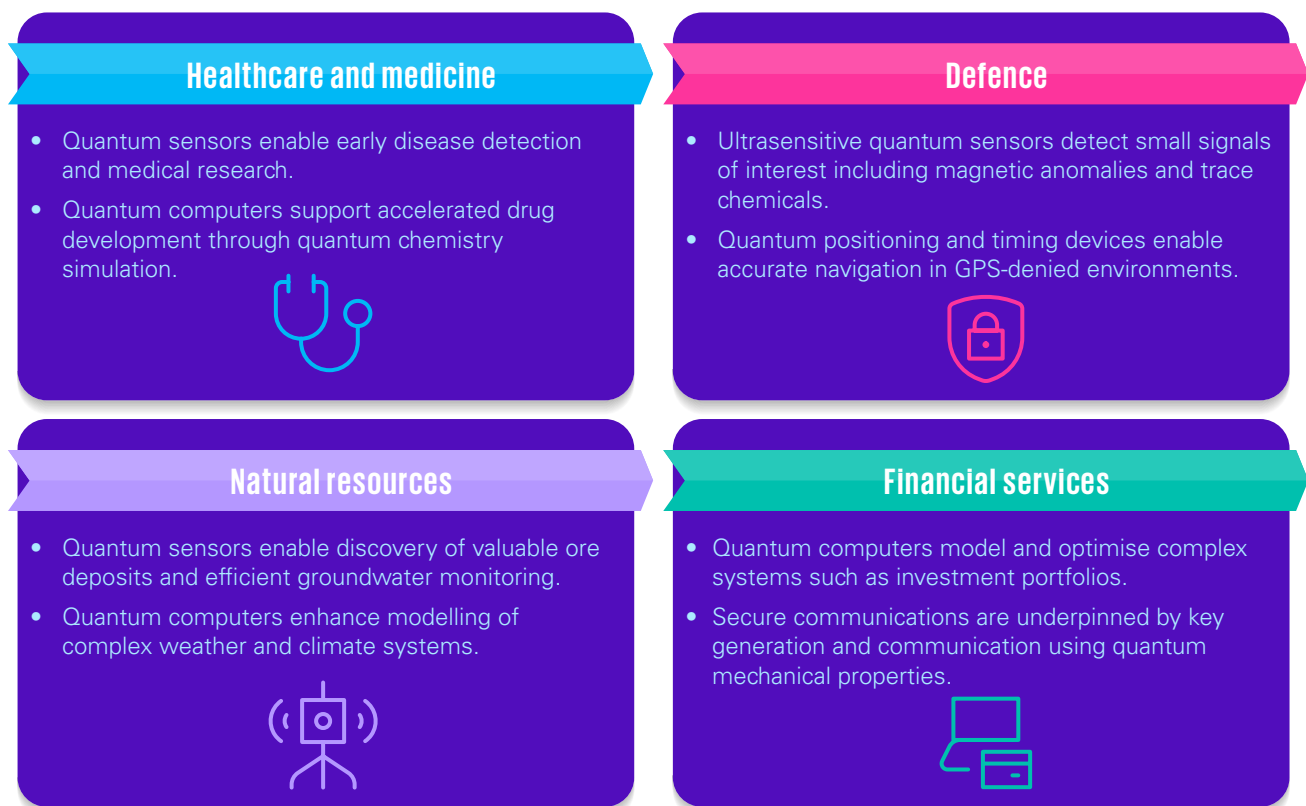 Healthcare and medicine
• Quantum sensors enable early disease detection
and medical research.
• Quantum computers support accelerated drug
development through quantum chemistry
simulation.
Defence
• Ultrasensitive quantum sensors detect small signals
of interest including magnetic anomalies and trace
chemicals.
• Quantum positioning and timing devices enable
accurate navigation in GPS-denied environments.
Natural resources
• Quantum sensors enable discovery of valuable ore
deposits and efficient groundwater monitoring.
• Quantum computers enhance modelling of
complex weather and climate systems.
Financial services
• Quantum computers model and optimise complex
systems such as investment portfolios.
• Secure communications are underpinned by key
generation and communication using quantum
mechanical properties.